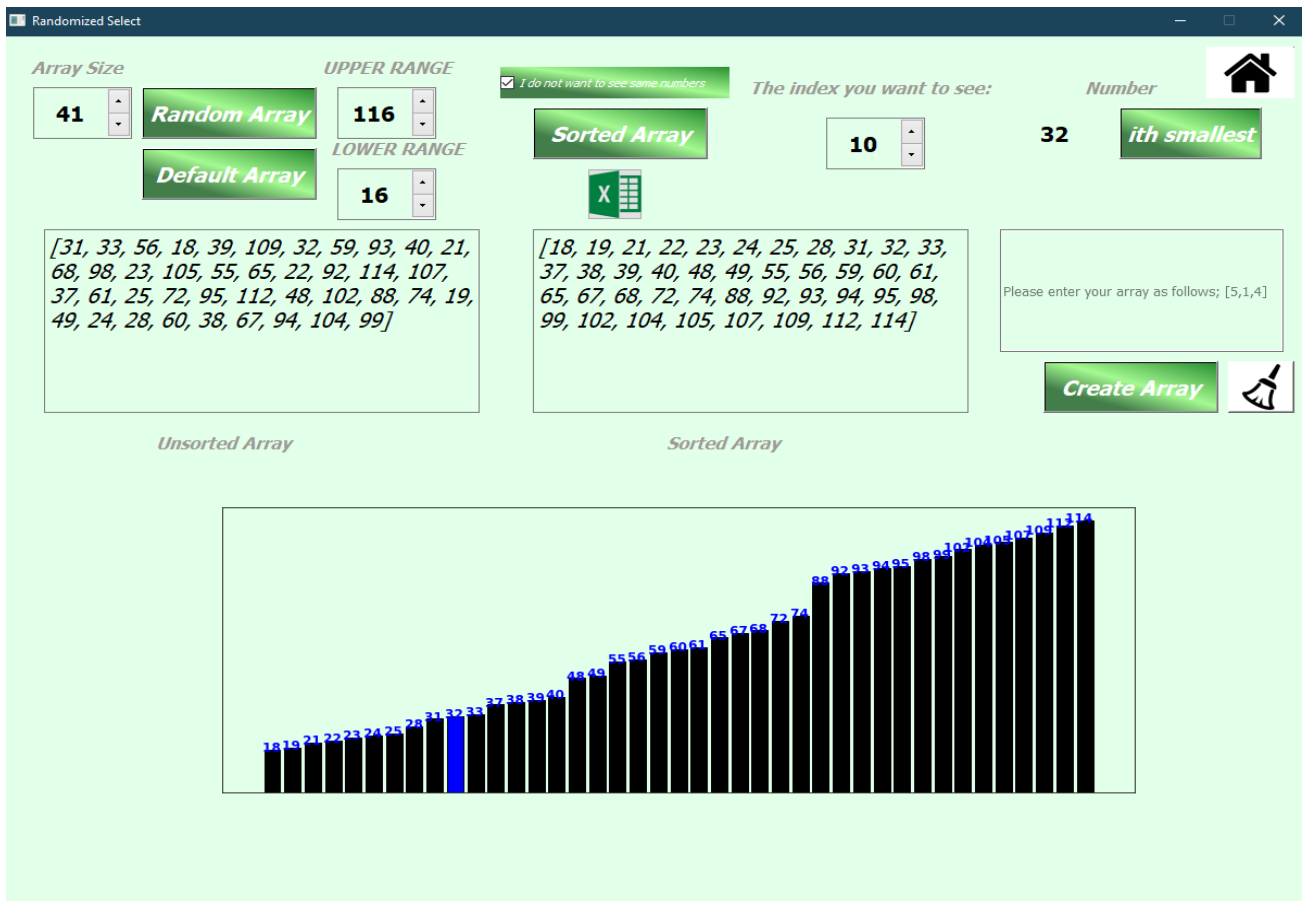 Randomized Select
Array Size
UPPER RANGE
I do not want to see same numbers
The index you want to see:
Number
41
Random Array
116
Sorted Array
10
32
ith smallest
LOWER RANGE
Default Array
16
X
[31, 33, 56, 18, 39, 109, 32, 59, 93, 40, 21,
68, 98, 23, 105, 55, 65, 22, 92, 114, 107,
37, 61, 25, 72, 95, 112, 48, 102, 88, 74, 19,
49, 24, 28, 60, 38, 67, 94, 104, 99]
[18, 19, 21, 22, 23, 24, 25, 28, 31, 32, 33,
37, 38, 39, 40, 48, 49, 55, 56, 59, 60, 61,
65, 67, 68, 72, 74, 88, 92, 93, 94, 95, 98,
99, 102, 104, 105, 107, 109, 112, 114]
Please enter your array as follows; [5,1,4]
Create Array
Unsorted Array
Sorted Array
18 19 21 22 23 24 25 28 31 32 33 37 38 39 40 48 49 55 56 59 60 61 65 67 68 72 74 88 92 93 94 95 98 99 102 104 105 107 109 112 114